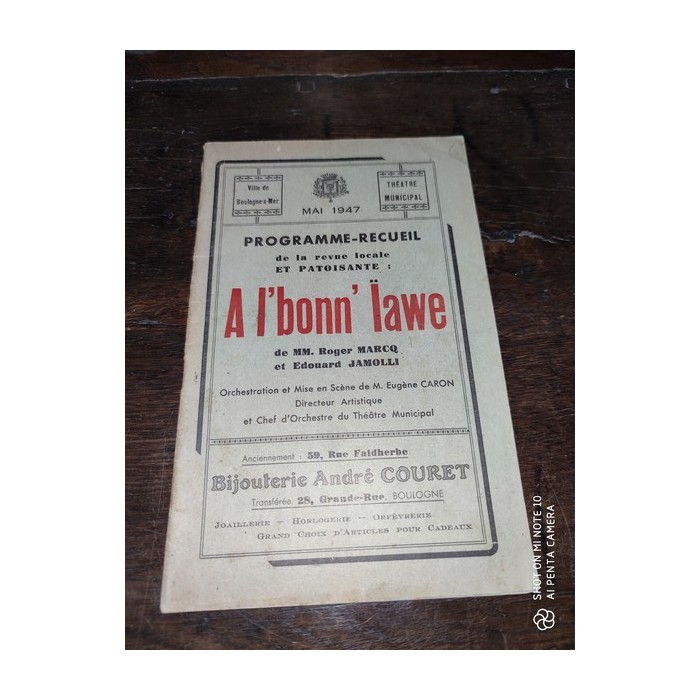 Ville de
Boulogne-s-Mer
THÉATRE
MUNICIPAL
MAI 1947
PROGRAMME-RECUEIL
de la revue locale
ET PATOISANTE :
A l'bonn' Ïawe
de MM. Roger MARCQ
et Edouard JAMOLLI
Orchestration et Mise en Scène de M. Eugène CARON
Directeur Artistique
et Chef d'Orchestre du Théâtre Municipal
Anciennement : 59, Rue Faidherbe
Bijouterie André COURET
Transférée 28, Grande-Rue, BOULOGNE
JOAILLERIE - HORLOGERIE - ORFÈVRERIE
GRAND CHOIX D'ARTICLES POUR CADEAUX
SHOT ON MI NOTE 10
AI PENTA CAMERA